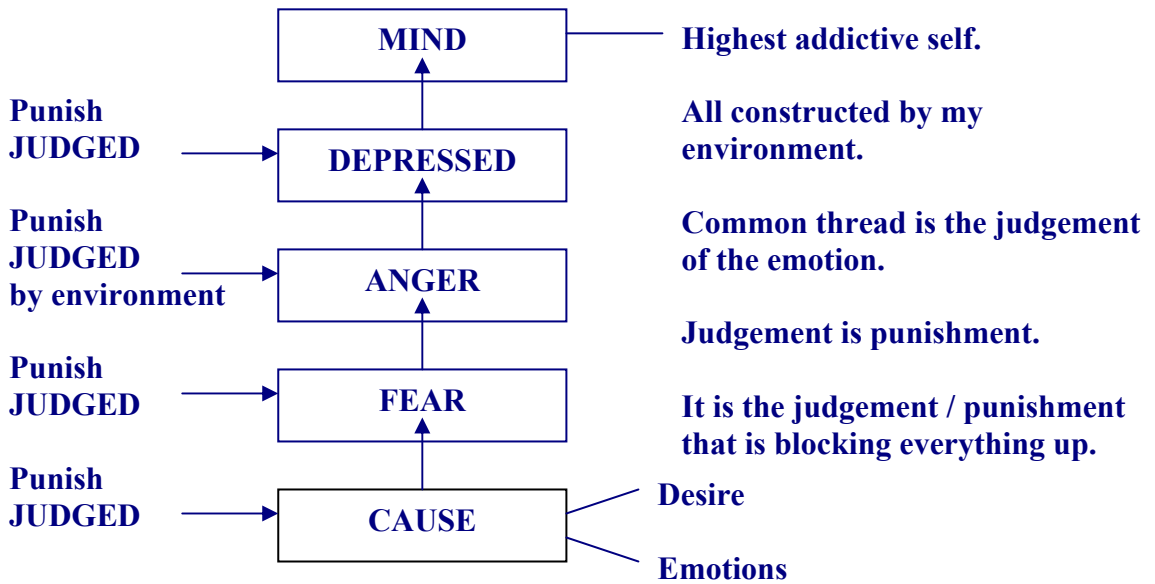 MIND
Highest addictive self.
Punish
JUDGED
All constructed by my
environment.
DEPRESSED
Punish
JUDGED
by environment
Common thread is the judgement
of the emotion.
ANGER
Judgement is punishment.
Punish
JUDGED
FEAR
It is the judgement / punishment
that is blocking everything up.
Punish
JUDGED
CAUSE
Desire
Emotions